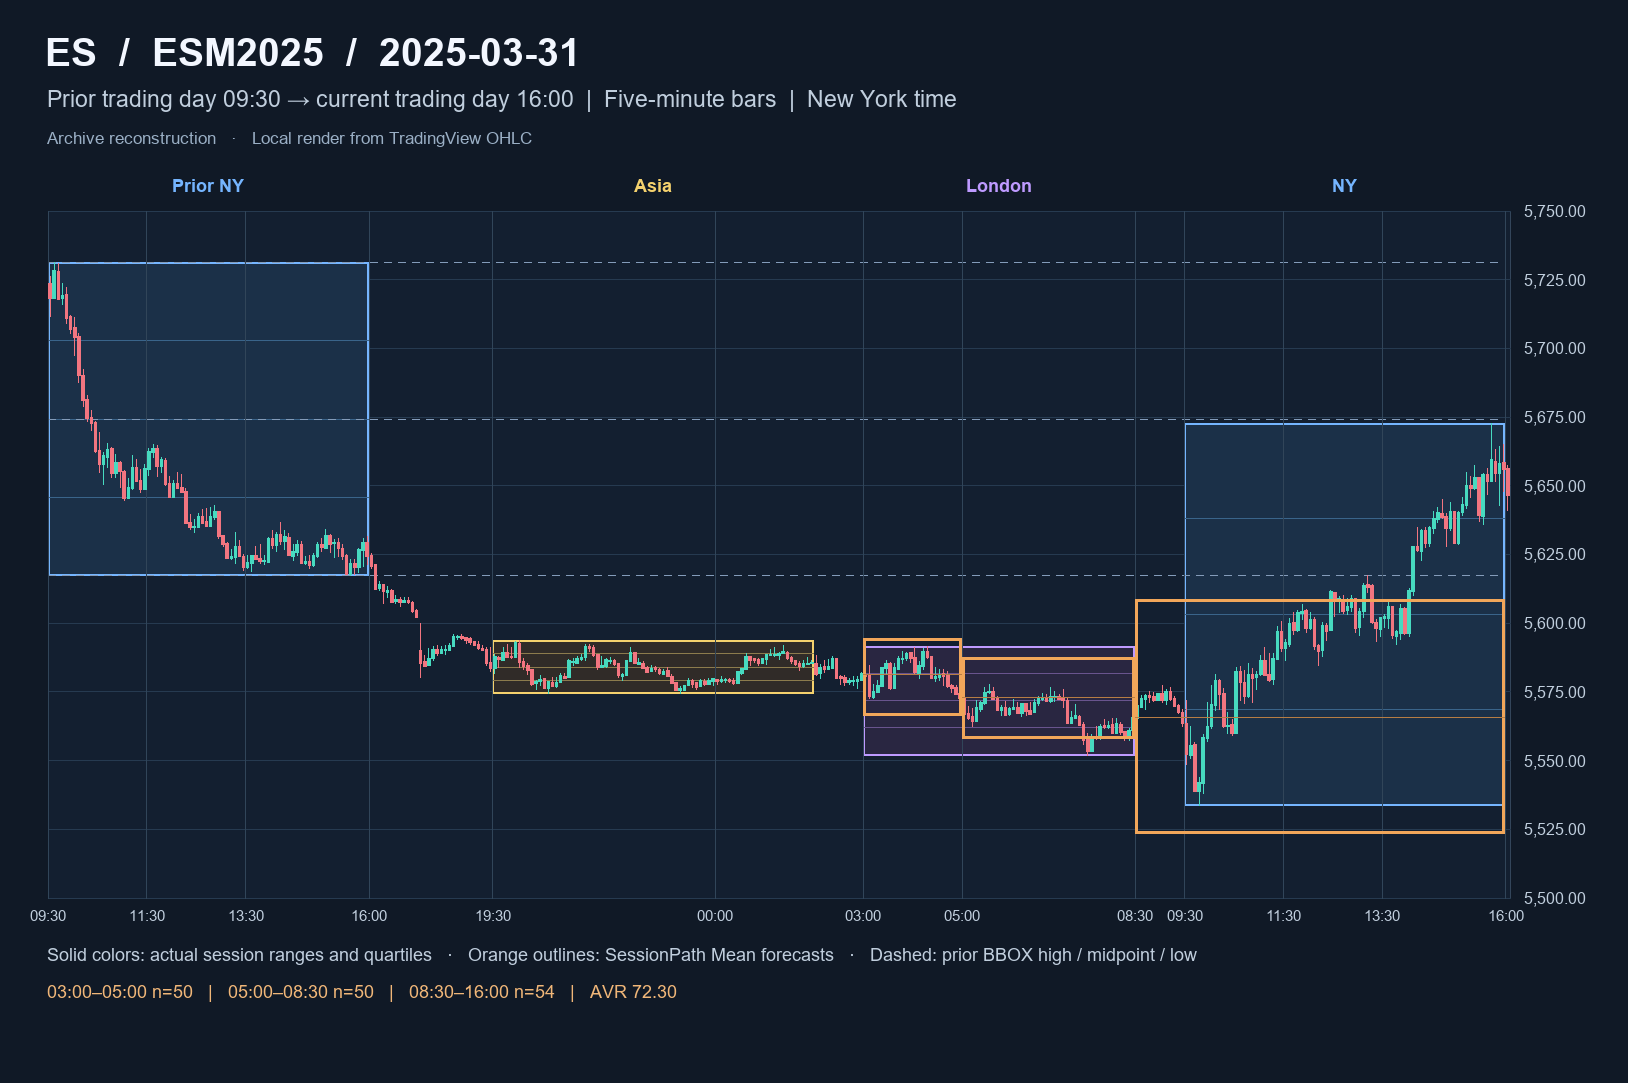 ES / ESM2025 / 2025-03-31
Prior trading day 09:30 → current trading day 16:00 | Five-minute bars | New York time
Archive reconstruction · Local render from TradingView OHLC
Prior NY Asia London NY
5,750.00
5,725.00
5,700.00
5,675.00
5,650.00
5,625.00
5,600.00
5,575.00
5,550.00
5,525.00
5,500.00
09:30 11:30 13:30 16:00 19:30 00:00 03:00 05:00 08:30 09:30 11:30 13:30 16:00
Solid colors: actual session ranges and quartiles · Orange outlines: SessionPath Mean forecasts · Dashed: prior BBOX high / midpoint / low
03:00–05:00 n=50 | 05:00–08:30 n=50 | 08:30–16:00 n=54 | AVR 72.30